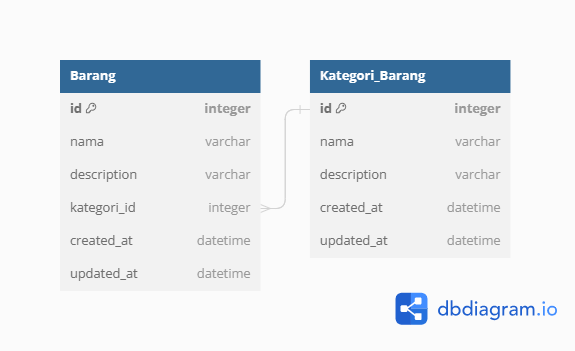 Barang
id integer
nama varchar
description varchar
kategori_id integer
created_at datetime
updated_at datetime
Kategori_Barang
id integer
nama varchar
description varchar
created_at datetime
updated_at datetime
dbdiagram.io